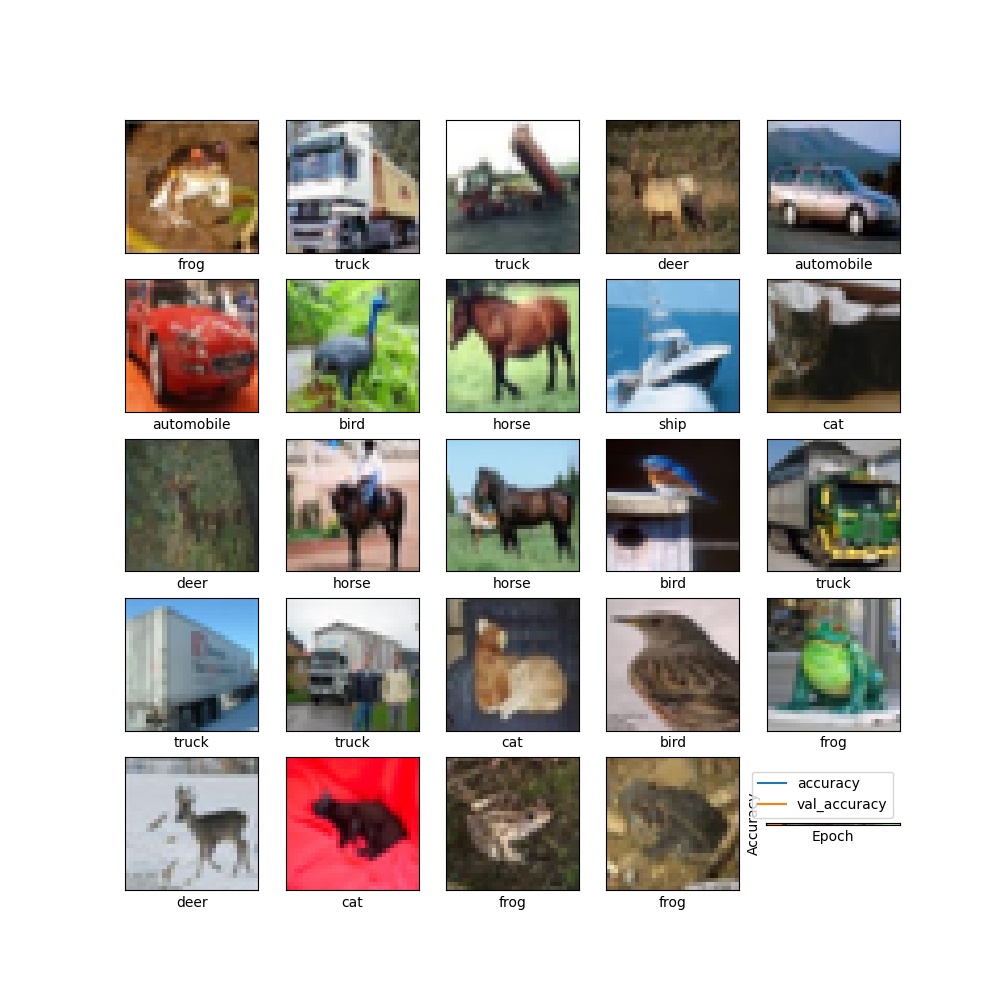 frog
truck
truck
deer
automobile
automobile
bird
horse
ship
cat
deer
horse
horse
bird
truck
truck
truck
cat
bird
frog
accuracy
val_accuracy
Accuracy
Epoch
deer
cat
frog
frog